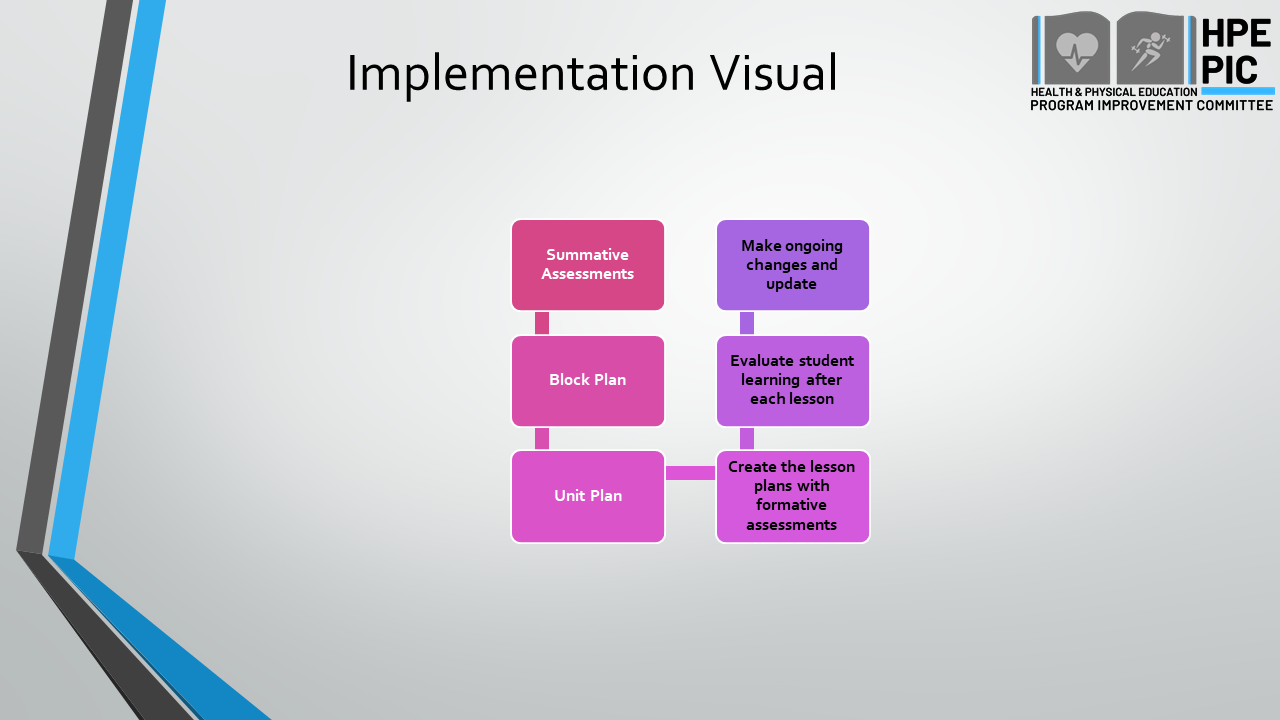 Implementation Visual
HPE
PIC
HEALTH & PHYSICAL EDUCATION
PROGRAM IMPROVEMENT COMMITTEE
Summative
Assessments
Block Plan
Unit Plan
Create the lesson
plans with
formative
assessments
Evaluate student
learning after
each lesson
Make ongoing
changes and
update